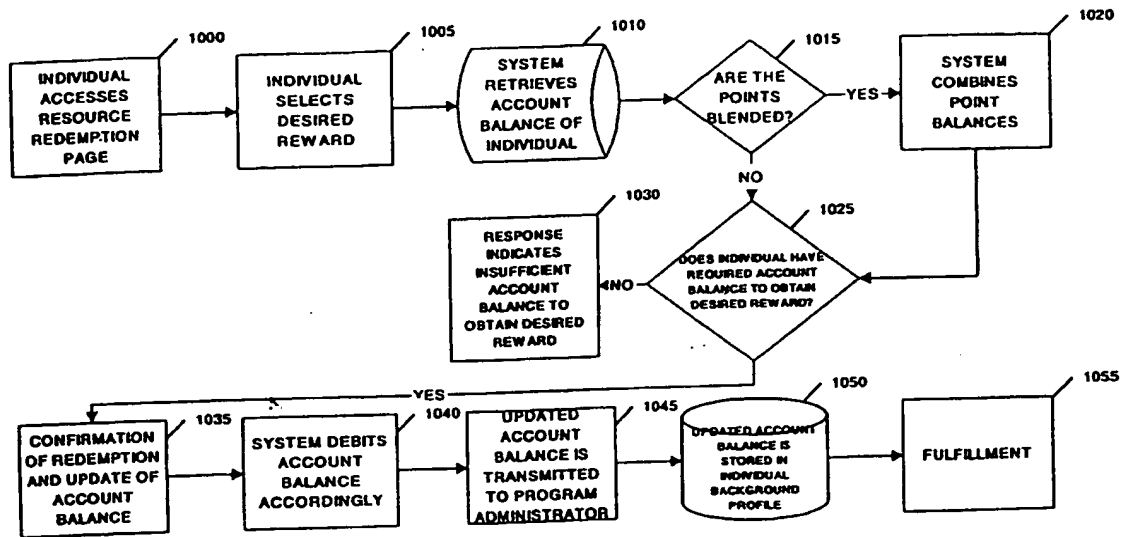 1000
INDIVIDUAL
ACCESSES
RESOURCE
REDEMPTION
PAGE
1005
INDIVIDUAL
SELECTS
DESIRED
REWARD
1010
SYSTEM
RETRIEVES
ACCOUNT
BALANCE OF
INDIVIDUAL
1015
ARE THE
POINTS
BLENDED?
YES
1020
SYSTEM
COMBINES
POINT
BALANCES
NO
1025
DOES INDIVIDUAL HAVE
REQUIRED ACCOUNT
BALANCE TO OBTAIN
DESIRED REWARD?
NO
1030
RESPONSE
INDICATES
INSUFFICIENT
ACCOUNT
BALANCE TO
OBTAIN DESIRED
REWARD
YES
1035
CONFIRMATION
OF REDEMPTION
AND UPDATE OF
ACCOUNT
BALANCE
1040
SYSTEM DEBITS
ACCOUNT
BALANCE
ACCORDINGLY
1045
UPDATED
ACCOUNT
BALANCE IS
TRANSMITTED
TO PROGRAM
ADMINISTRATOR
1050
UPDATED ACCOUNT
BALANCE IS
STORED IN
INDIVIDUAL
BACKGROUND
PROFILE
1055
FULFILLMENT